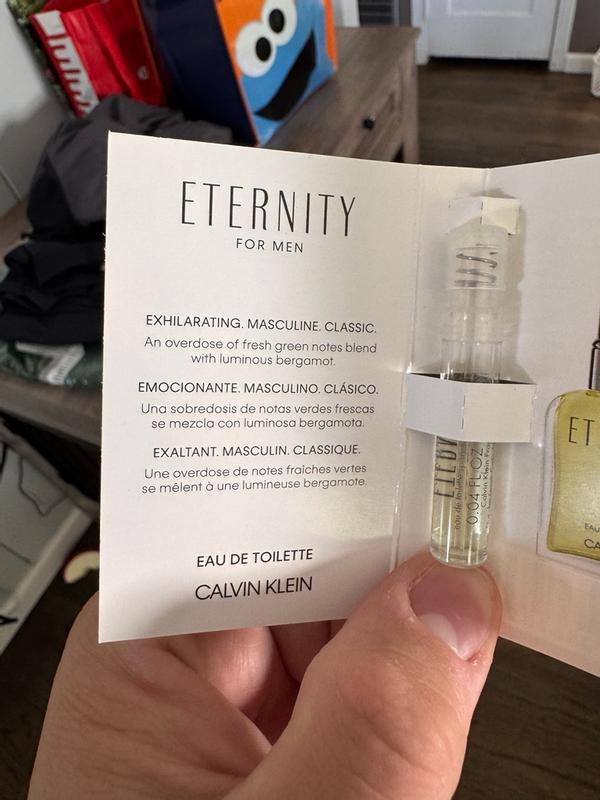 ETERNITY
FOR MEN
EXHILARATING. MASCULINE. CLASSIC.
An overdose of fresh green notes blend
with luminous bergamot.
EMOCIONANTE. MASCULINO. CLÁSICO.
Una sobredosis de notas verdes frescas
se mezcla con luminosa bergamota.
EXALTANT. MASCULIN. CLASSIQUE.
Une overdose de notes fraîches vertes
se mêlent à une lumineuse bergamote.
EAU DE TOILETTE
CALVIN KLEIN
eau de toilette
0.04 FL OZ
Calvin Klein
ET
EAU
CA